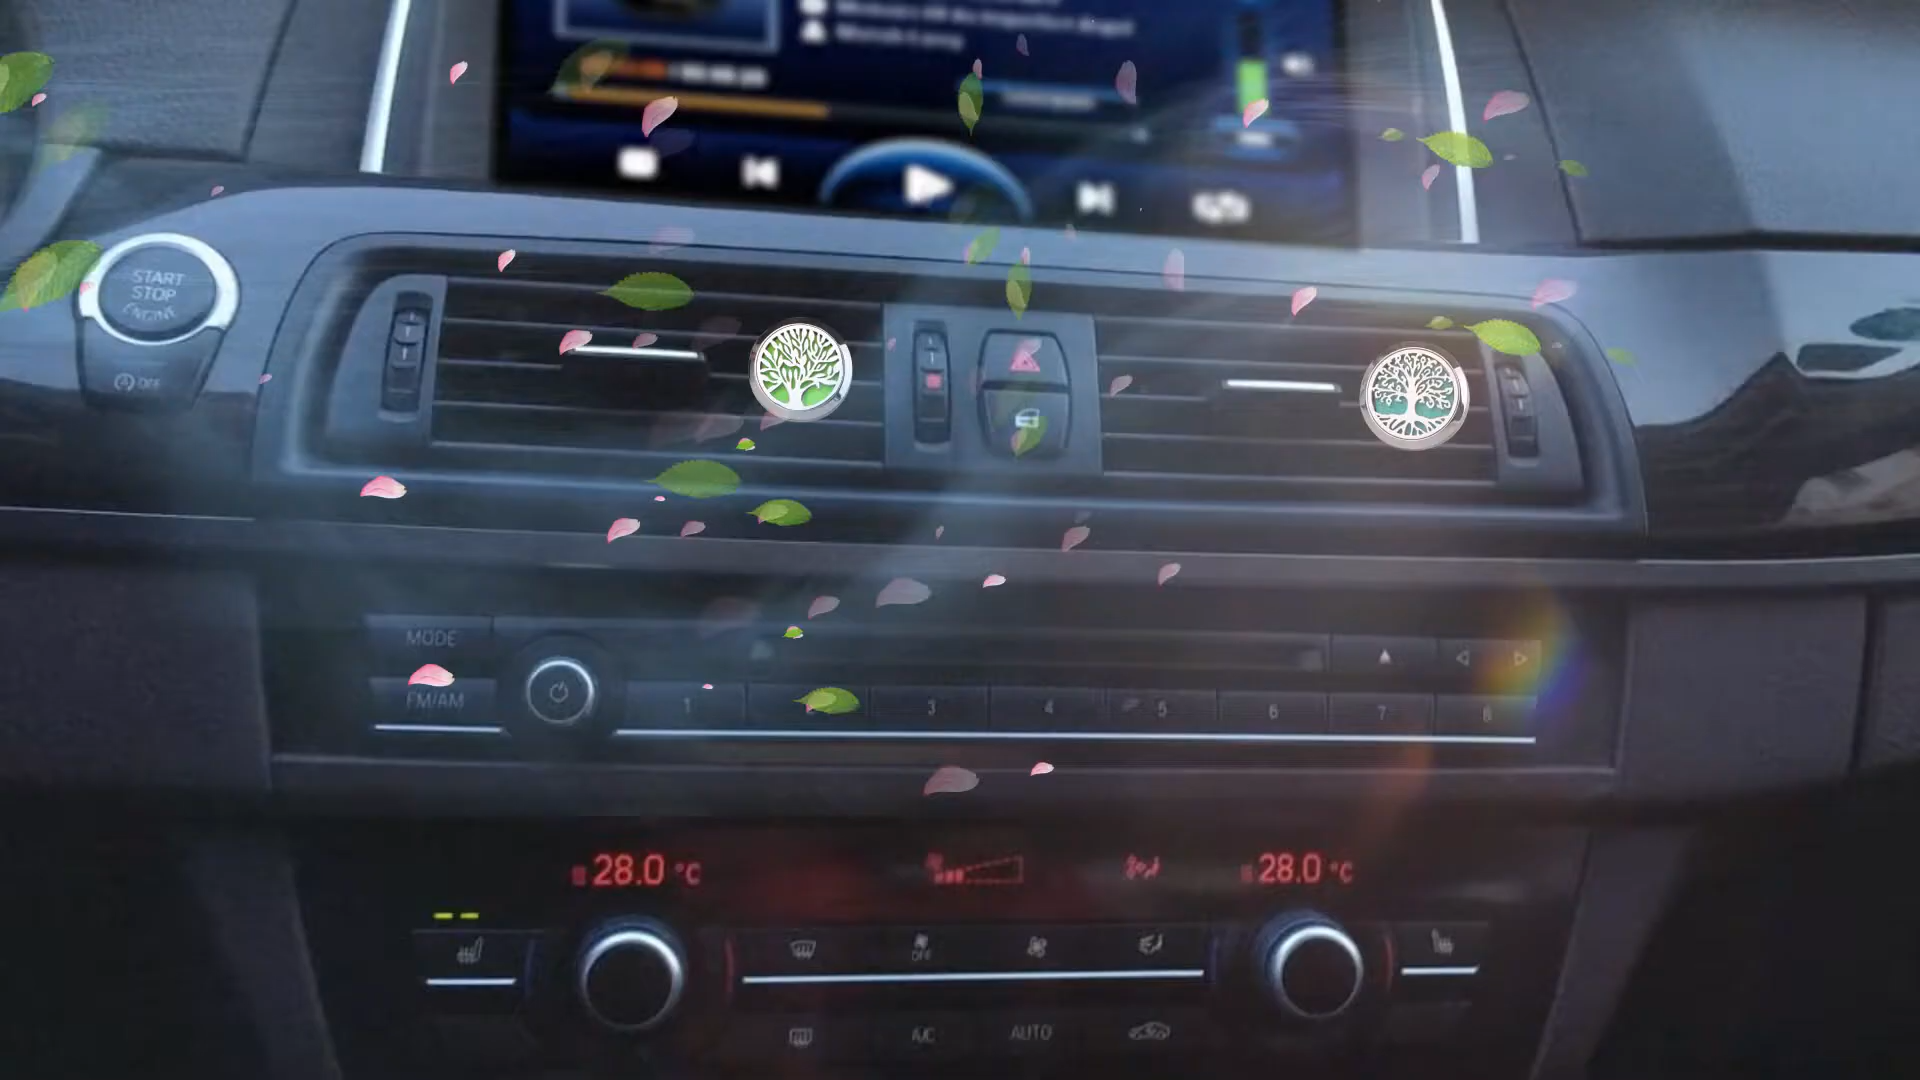 START
STOP
ENGINE
OFF
MODE
FM/AM
1
3
4
5
6
7
8
28.0 °C
28.0 °C
OFF
A/C
AUTO